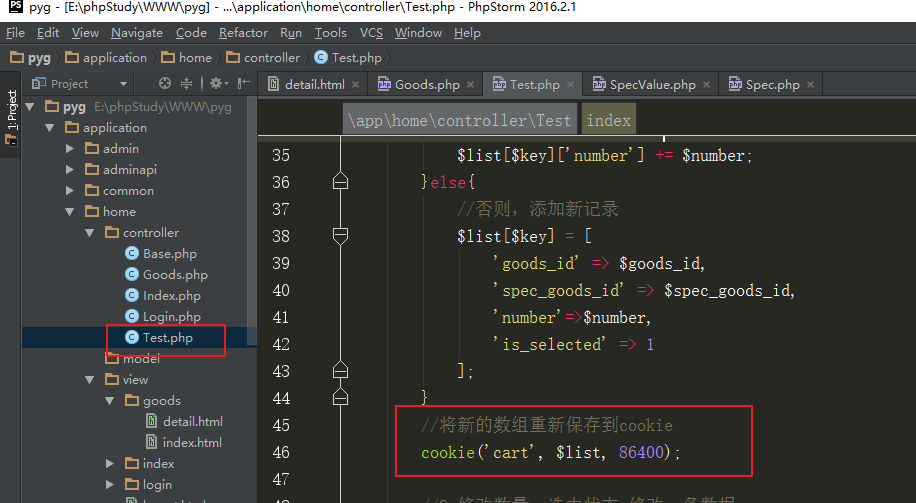 pyg - [E:\phpStudy\WWW\pyg] - ...\application\home\controller\Test.php - PhpStorm 2016.2.1
File Edit View Navigate Code Refactor Run Tools VCS Window Help
pyg application home controller Test.php
Project
detail.html Goods.php Test.php SpecValue.php Spec.php
1: Project
pyg E:\phpStudy\WWW\pyg
application
admin
adminapi
common
home
controller
Base.php
Goods.php
Index.php
Login.php
Test.php
model
view
goods
detail.html
index.html
index
login
\app\home\controller\Test index
35 $list[$key]['number'] += $number;
36 }else{
37 //否则，添加新记录
38 $list[$key] = [
39 'goods_id' => $goods_id,
40 'spec_goods_id' => $spec_goods_id,
41 'number'=>$number,
42 'is_selected' => 1
43 ];
44 }
45 //将新的数组重新保存到cookie
46 cookie('cart', $list, 86400);
47